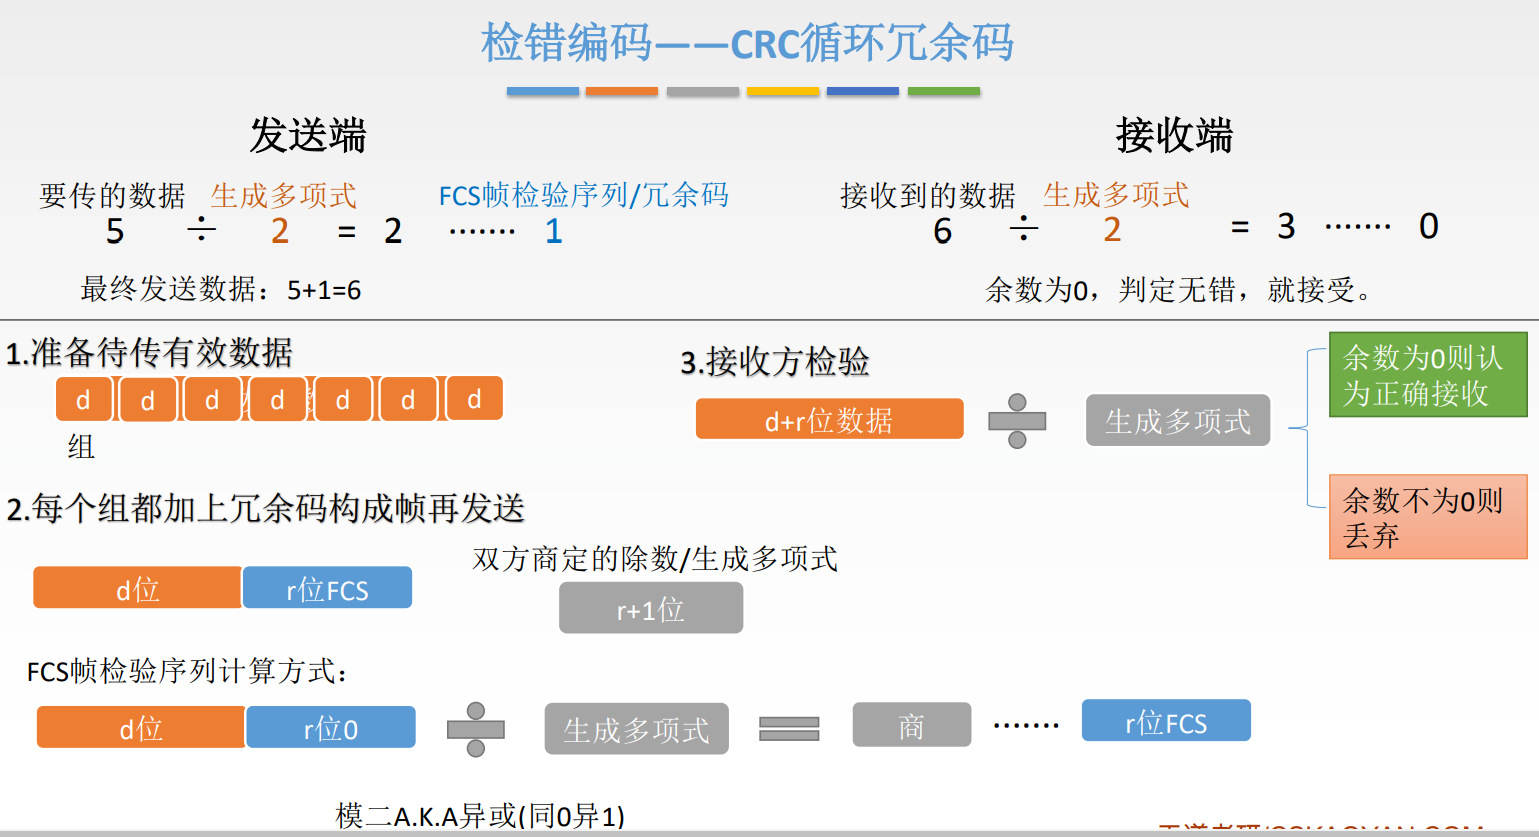 检错编码——CRC循环冗余码
发送端
要传的数据 生成多项式 FCS帧检验序列/冗余码
5 ÷ 2 = 2 ······· 1
最终发送数据：5+1=6
接收端
接收到的数据 生成多项式
6 ÷ 2 = 3 ······· 0
余数为0，判定无错，就接受。
1.准备待传有效数据
d d d d d d d
组
2.每个组都加上冗余码构成帧再发送
d位 r位FCS
双方商定的除数/生成多项式
r+1位
FCS帧检验序列计算方式：
d位 r位0 ÷ 生成多项式 = 商 ······· r位FCS
模二A.K.A异或(同0异1)
3.接收方检验
d+r位数据 ÷ 生成多项式
余数为0则认
为正确接收
余数不为0则
丢弃